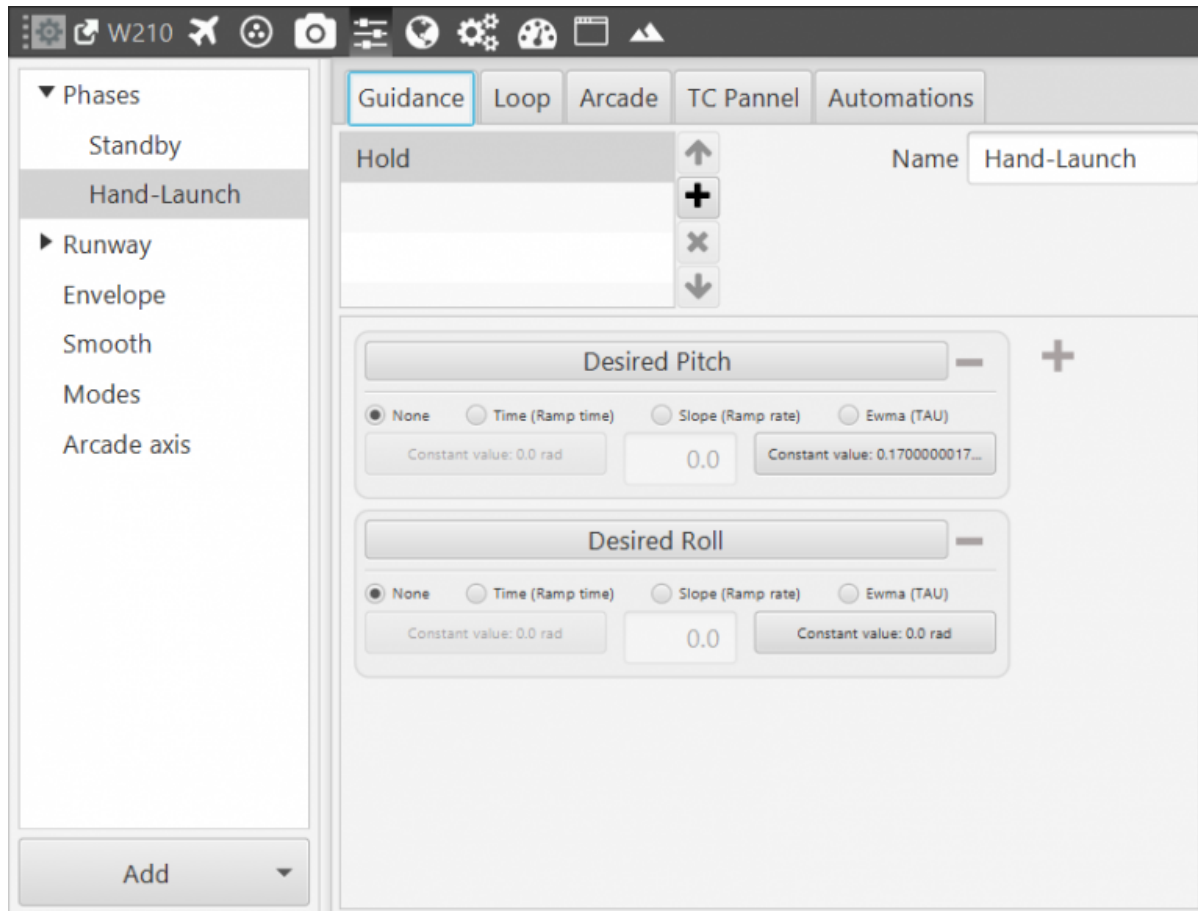 W210
Phases
Standby
Hand-Launch
Runway
Envelope
Smooth
Modes
Arcade axis
Add
Guidance Loop Arcade TC Pannel Automations
Hold
Name Hand-Launch
Desired Pitch
None Time (Ramp time) Slope (Ramp rate) Ewma (TAU)
Constant value: 0.0 rad 0.0 Constant value: 0.1700000017...
Desired Roll
None Time (Ramp time) Slope (Ramp rate) Ewma (TAU)
Constant value: 0.0 rad 0.0 Constant value: 0.0 rad